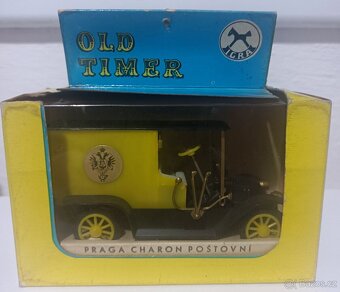 OLD
TIMER
IGRA
PRAGA CHARON POŠTOVNÍ